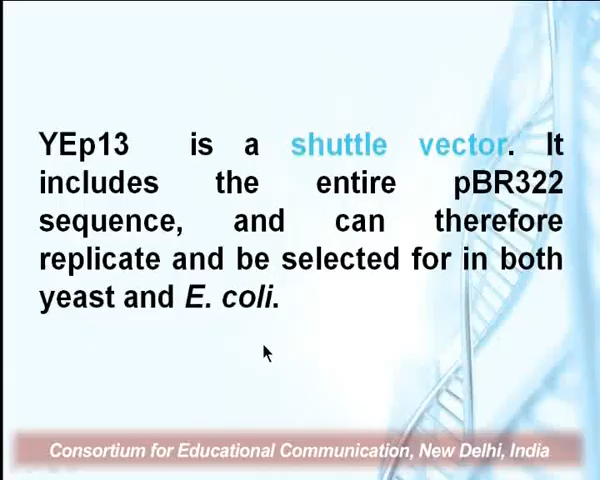 YEp13 is a shuttle vector. It
includes the entire pBR322
sequence, and can therefore
replicate and be selected for in both
yeast and E. coli.
Consortium for Educational Communication, New Delhi, India